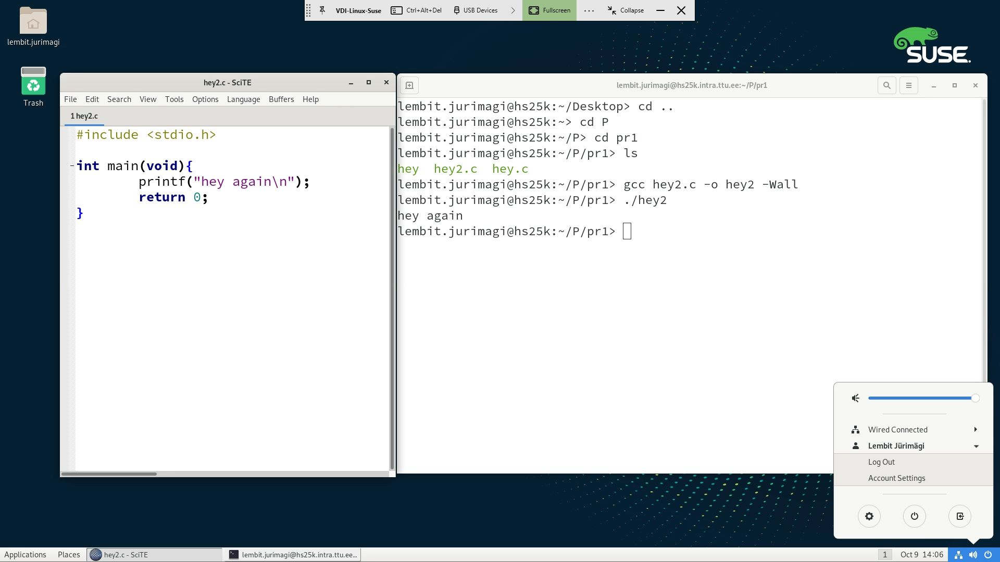 VDI-Linux-Suse Ctrl+Alt+Del USB Devices Fullscreen ... Collapse
lembit.jurimagi
Trash
SUSE.
hey2.c - SciTE
File Edit Search View Tools Options Language Buffers Help
1 hey2.c
#include <stdio.h>
int main(void){
printf("hey again\n");
return 0;
}
lembit.jurimagi@hs25k.intra.ttu.ee:~/P/pr1
lembit.jurimagi@hs25k:~/Desktop> cd ..
lembit.jurimagi@hs25k:~> cd P
lembit.jurimagi@hs25k:~/P> cd pr1
lembit.jurimagi@hs25k:~/P/pr1> ls
hey hey2.c hey.c
lembit.jurimagi@hs25k:~/P/pr1> gcc hey2.c -o hey2 -Wall
lembit.jurimagi@hs25k:~/P/pr1> ./hey2
hey again
lembit.jurimagi@hs25k:~/P/pr1>
Wired Connected
Lembit Jürimägi
Log Out
Account Settings
Applications Places hey2.c - SciTE lembit.jurimagi@hs25k.intra.ttu.ee... 1 Oct 9 14:06